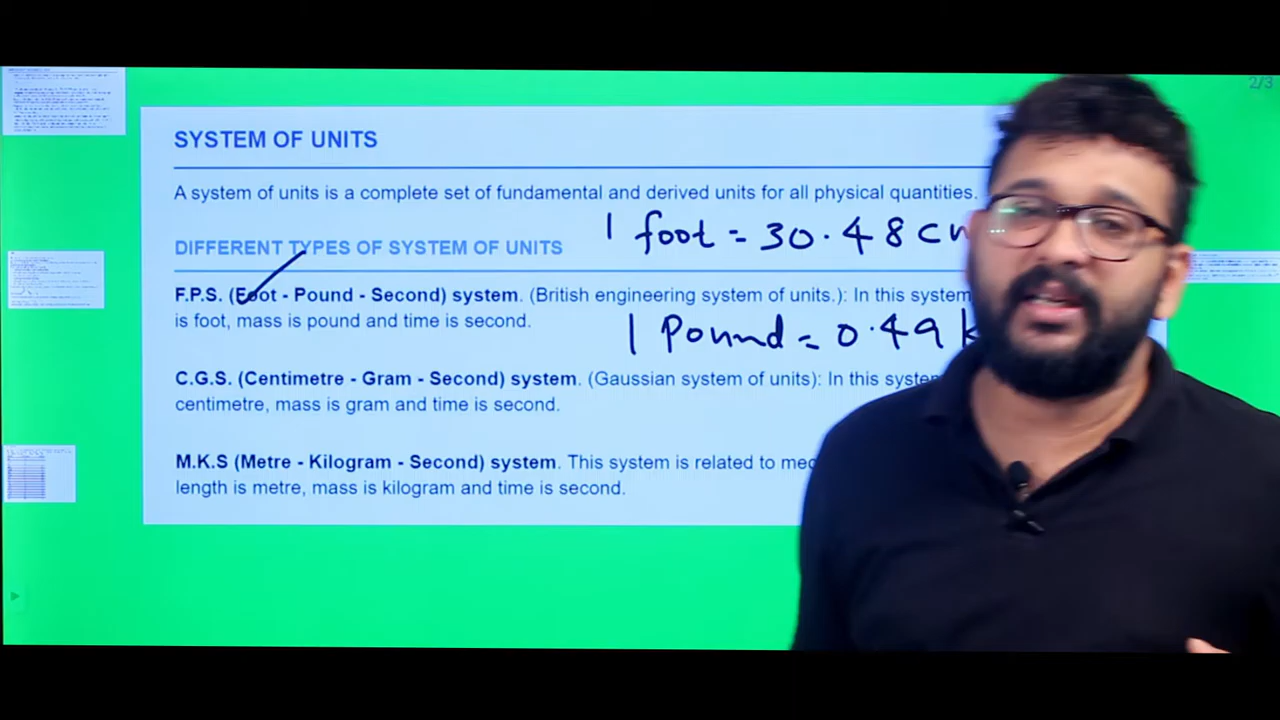 2/3
SYSTEM OF UNITS
A system of units is a complete set of fundamental and derived units for all physical quantities.
1 foot = 30.48 c
DIFFERENT TYPES OF SYSTEM OF UNITS
F.P.S. (Foot - Pound - Second) system. (British engineering system of units.): In this system
is foot, mass is pound and time is second.
1 Pound = 0.49 k
C.G.S. (Centimetre - Gram - Second) system. (Gaussian system of units): In this syste
centimetre, mass is gram and time is second.
M.K.S (Metre - Kilogram - Second) system. This system is related to me
length is metre, mass is kilogram and time is second.